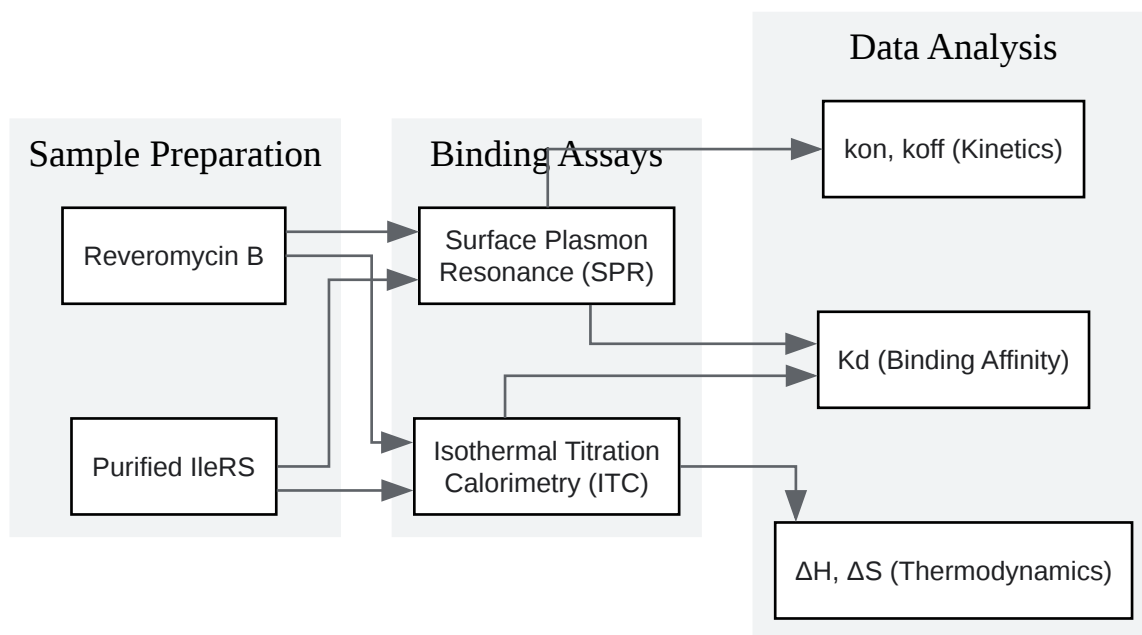 Sample Preparation
Reveromycin B
Purified IleRS
Binding Assays
Surface Plasmon
Resonance (SPR)
Isothermal Titration
Calorimetry (ITC)
Data Analysis
kon, koff (Kinetics)
Kd (Binding Affinity)
ΔH, ΔS (Thermodynamics)